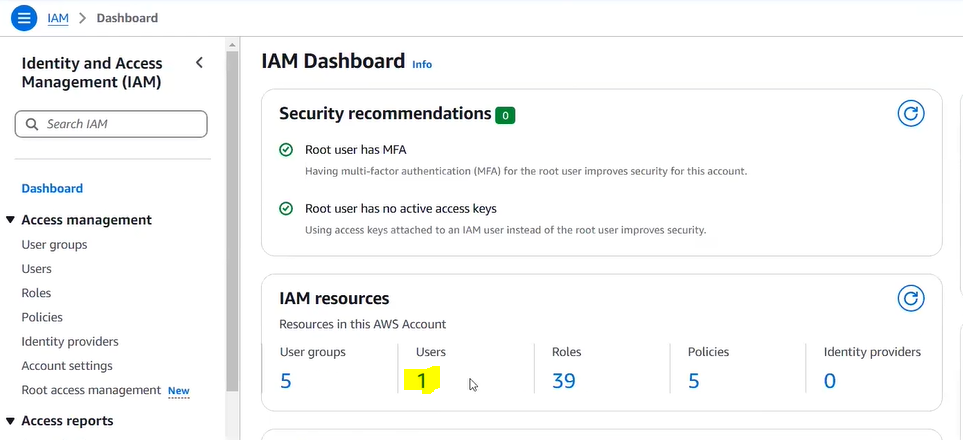 IAM > Dashboard
Identity and Access
Management (IAM)
Search IAM
Dashboard
Access management
User groups
Users
Roles
Policies
Identity providers
Account settings
Root access management New
Access reports
IAM Dashboard Info
Security recommendations 0
Root user has MFA
Having multi-factor authentication (MFA) for the root user improves security for this account.
Root user has no active access keys
Using access keys attached to an IAM user instead of the root user improves security.
IAM resources
Resources in this AWS Account
User groups Users Roles Policies Identity providers
5 1 39 5 0